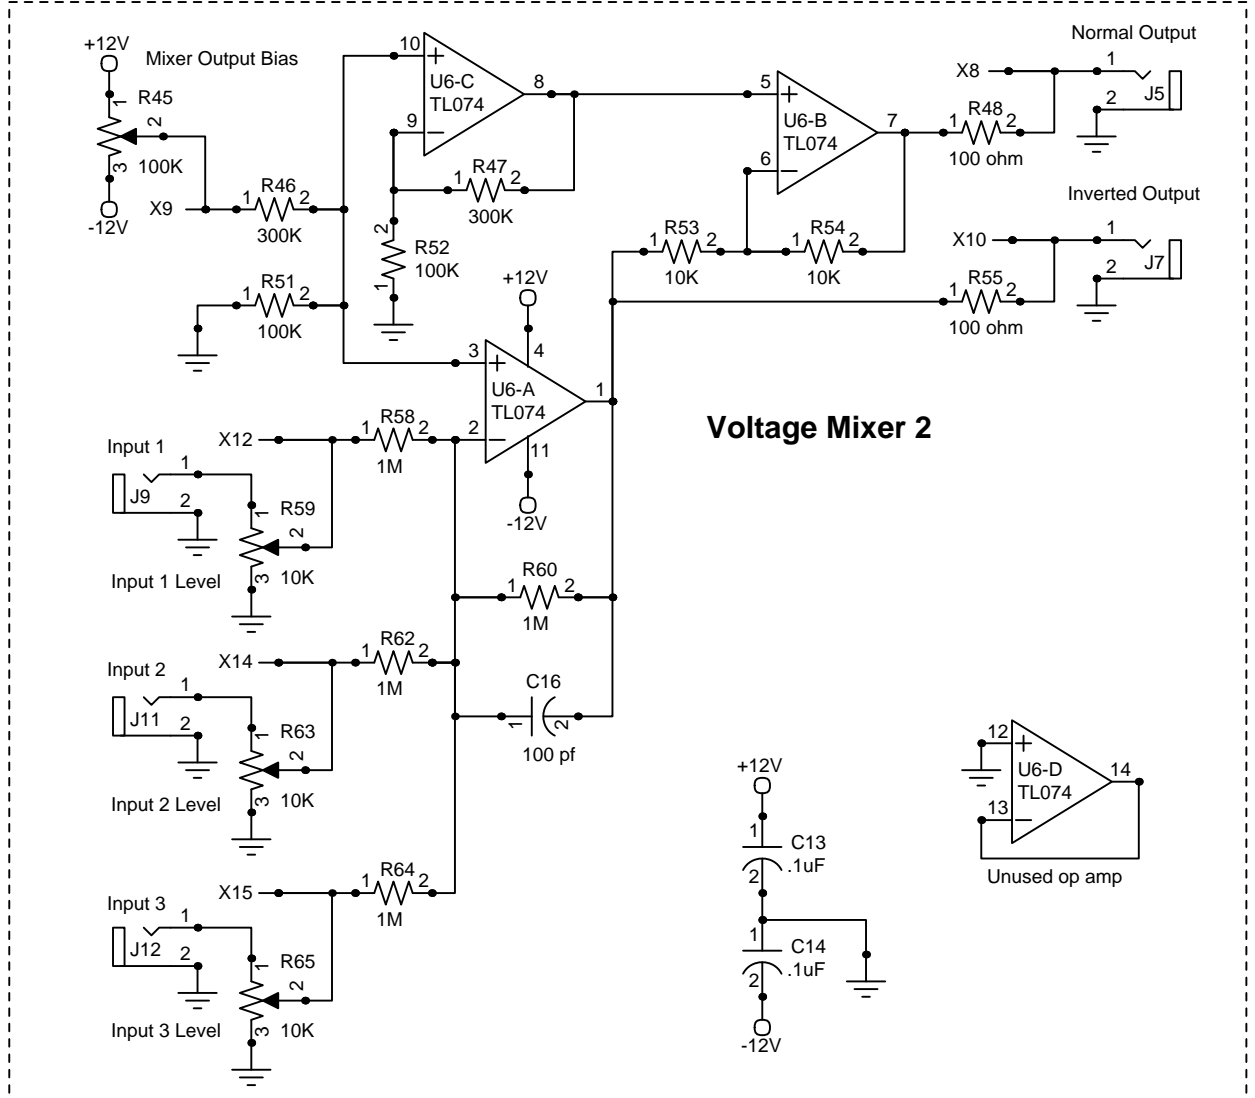 +12V
Mixer Output Bias
1
R45
2
3
100K
-12V
X9
1 R46 2
300K
1 R51 2
100K
10
+
U6-C
TL074
8
9
−
1 R47 2
300K
2
R52
100K
1
5
+
U6-B
TL074
7
6
−
1 R53 2
10K
1 R54 2
10K
Normal Output
X8
1
J5
2
R48
1 2
100 ohm
Inverted Output
X10
1
J7
2
R55
1 2
100 ohm
+12V
4
3
+
U6-A
TL074
1
2
−
11
-12V
Voltage Mixer 2
X12
R58
1 2
1M
Input 1
1
J9
2
1
R59
2
3
10K
Input 1 Level
R60
1 2
1M
X14
R62
1 2
1M
Input 2
1
J11
2
1
R63
2
3
10K
Input 2 Level
C16
1 2
100 pf
X15
R64
1 2
1M
Input 3
1
J12
2
1
R65
2
3
10K
Input 3 Level
+12V
1
C13
.1uF
2
1
C14
.1uF
2
-12V
12
+
U6-D
TL074
14
13
−
Unused op amp